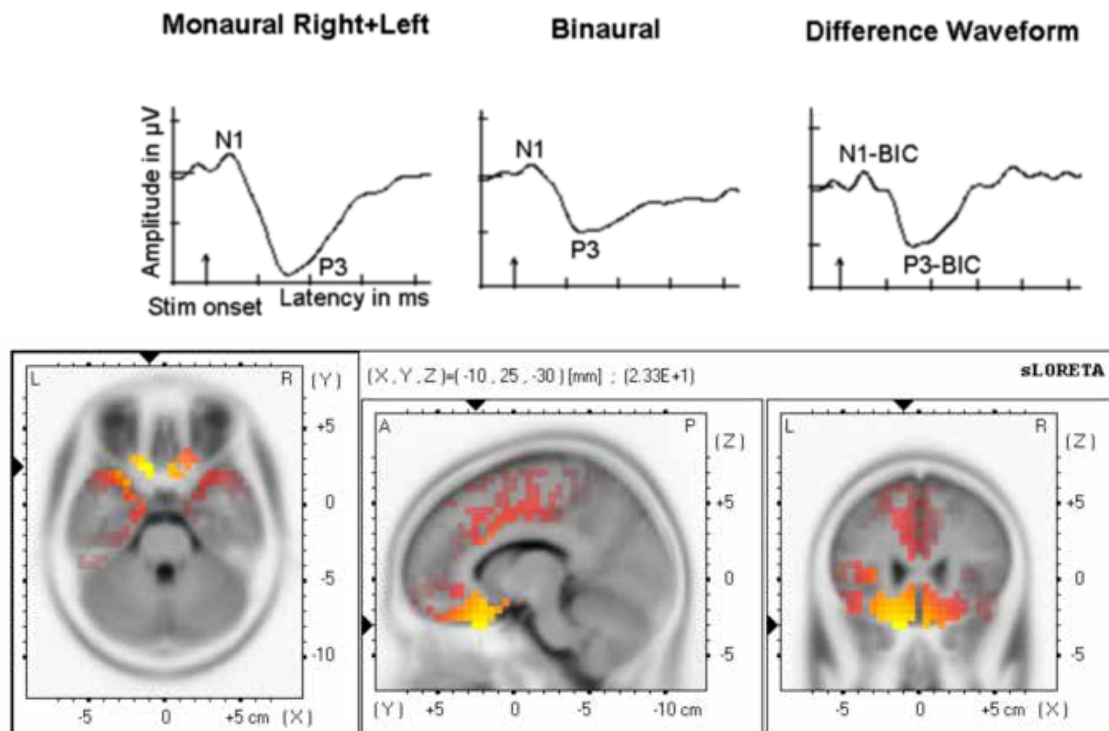 Monaural Right+Left
Binaural
Difference Waveform
Amplitude in µV
N1
P3
Stim onset
Latency in ms
N1
P3
N1-BIC
P3-BIC
L R (Y)
+5
0
-5
-10
-5 0 +5 cm (X)
(X, Y, Z)=(-10, 25, -30) [mm] ; (2.33E+1)
sLORETA
A P (Z)
+5
0
-5
(Y) +5 0 -5 -10 cm
L R (Z)
+5
0
-5
-5 0 +5 cm (X)